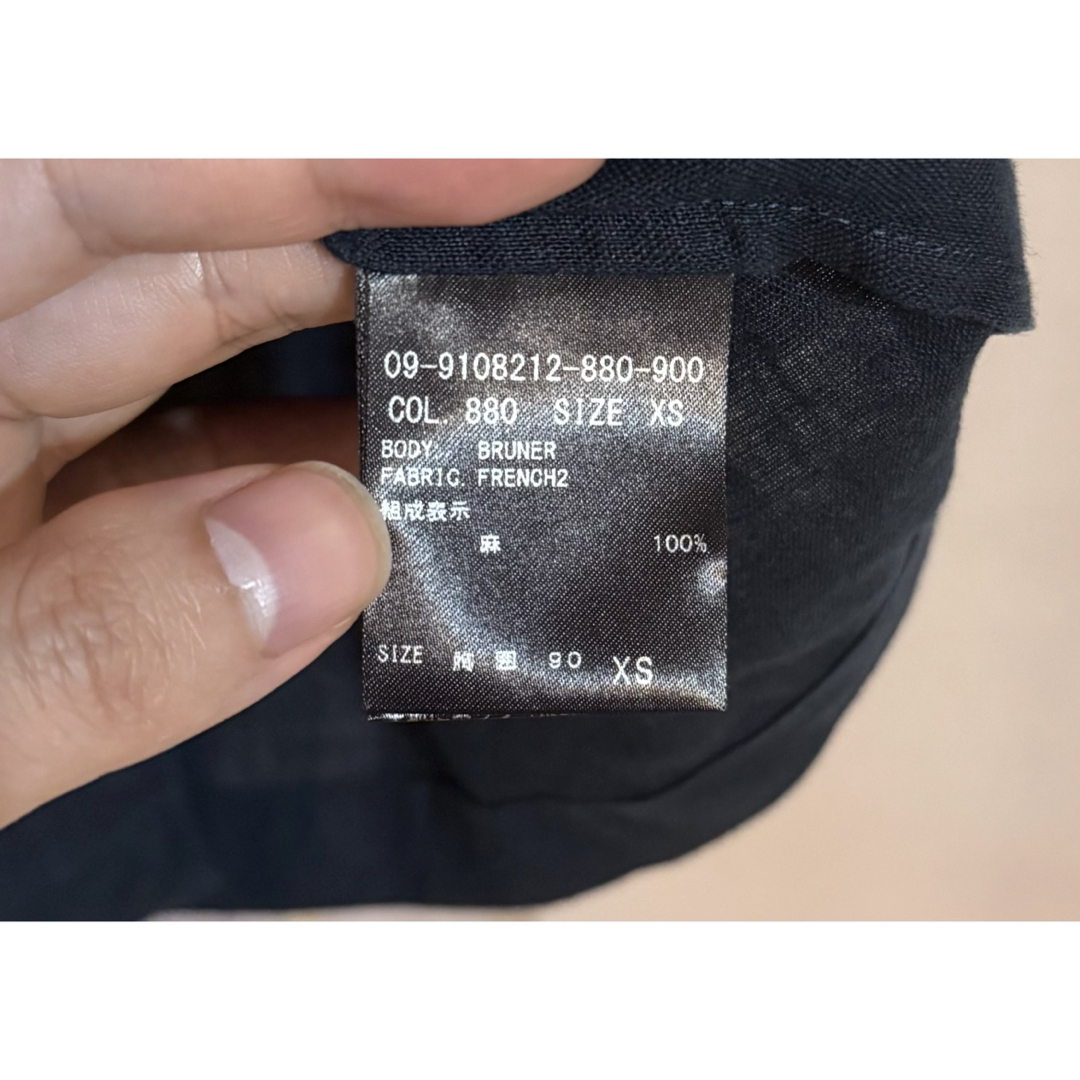 09-9108212-880-900
COL. 880 SIZE XS
BODY. BRUNER
FABRIC. FRENCH2
組成表示
麻 100%
SIZE 胸囲 90 XS